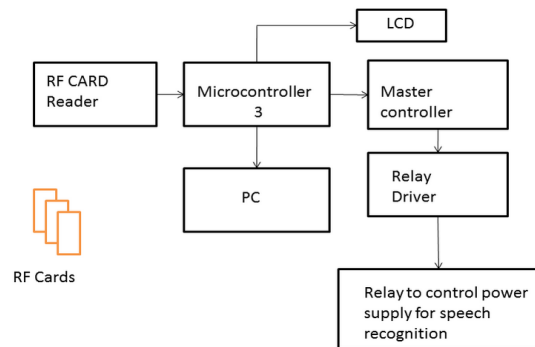 LCD
RF CARD
Reader
Microcontroller
3
Master
controller
PC
Relay
Driver
RF Cards
Relay to control power
supply for speech
recognition